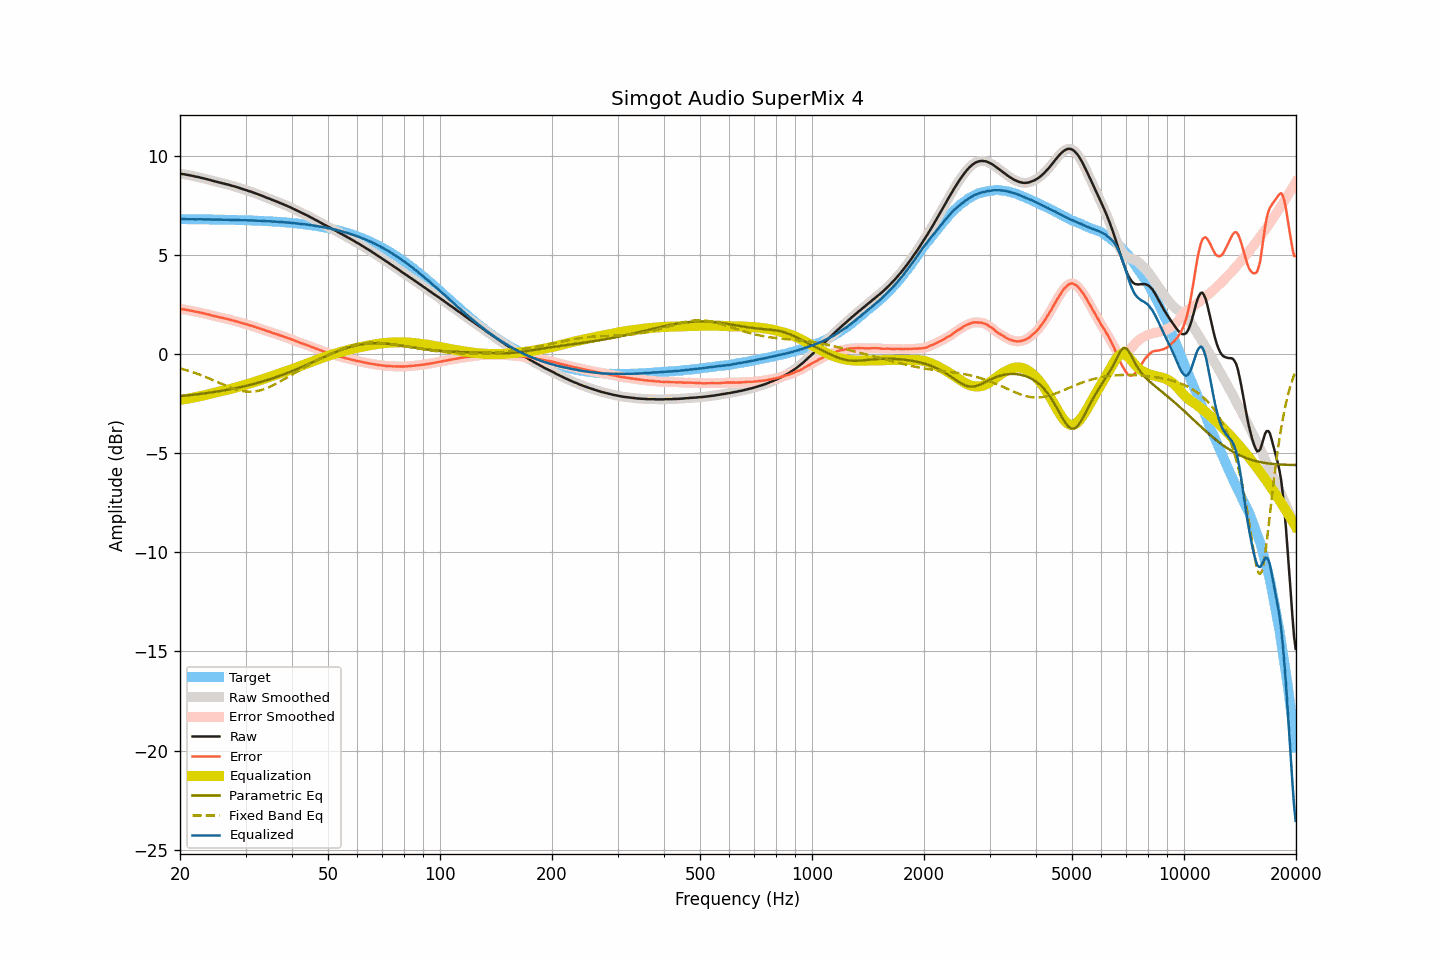 Simgot Audio SuperMix 4
Amplitude (dBr)
10
5
0
−5
−10
−15
−20
−25
Target
Raw Smoothed
Error Smoothed
Raw
Error
Equalization
Parametric Eq
Fixed Band Eq
Equalized
20 50 100 200 500 1000 2000 5000 10000 20000
Frequency (Hz)